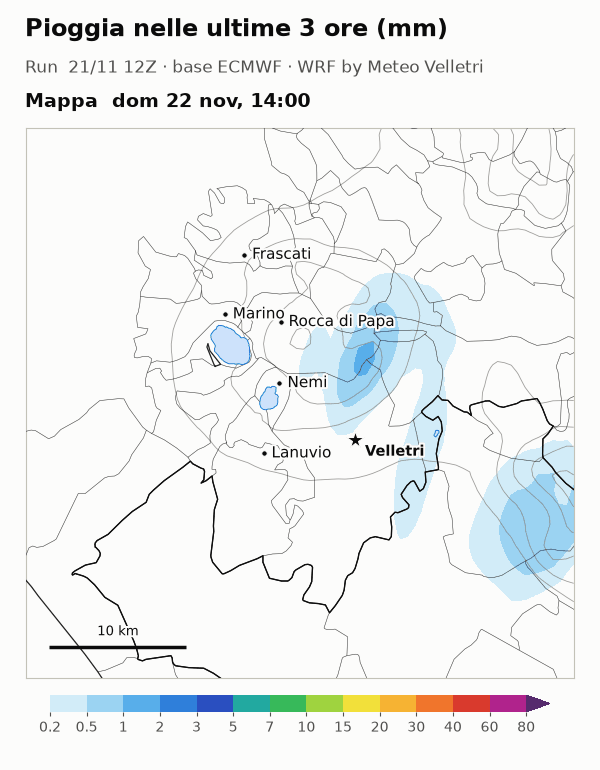 Pioggia nelle ultime 3 ore (mm)
Run  21/11 12Z · base ECMWF · WRF by Meteo Velletri
Mappa  dom 22 nov, 14:00
Frascati
Marino
Rocca di Papa
Nemi
Velletri
Lanuvio
10 km
0.2 0.5 1 2 3 5 7 10 15 20 30 40 60 80